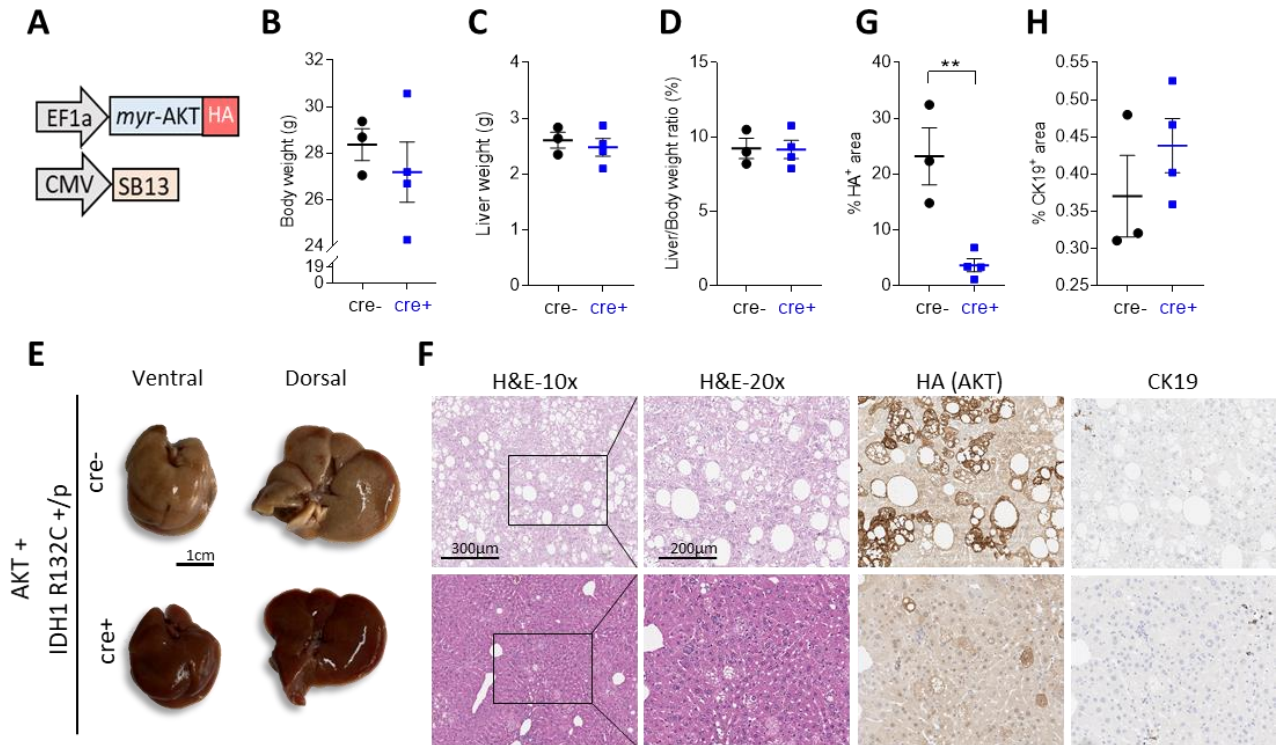 A
EF1a
myr-AKT
HA
CMV
SB13
B
Body weight (g)
32
30
28
26
24
19
0
cre- cre+
C
Liver weight (g)
4
3
2
1
0
cre- cre+
D
Liver/Body weight ratio (%)
15
10
5
0
cre- cre+
G
% HA+ area
40
30
20
10
0
**
cre- cre+
H
% CK19+ area
0.55
0.50
0.45
0.40
0.35
0.30
0.25
cre- cre+
E
Ventral Dorsal
AKT +
IDH1 R132C +/p
cre-
1cm
cre+
F
H&E-10x H&E-20x HA (AKT) CK19
300µm
200µm